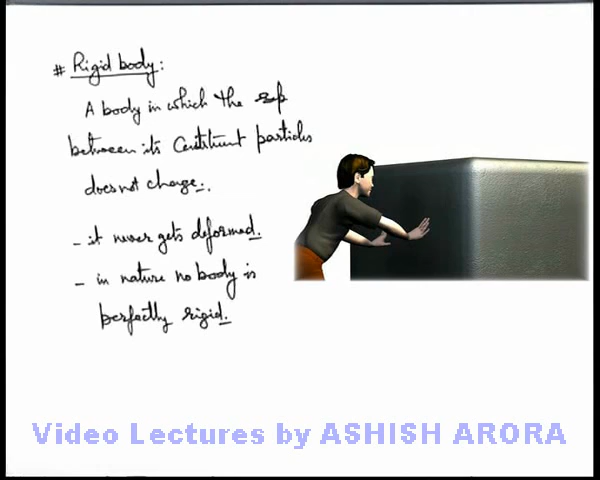 # Rigid body:
A body in which the sep
between its Constituent particles
does not change.
- it never gets deformed.
- in nature no body is
perfectly rigid.
Video Lectures by ASHISH ARORA